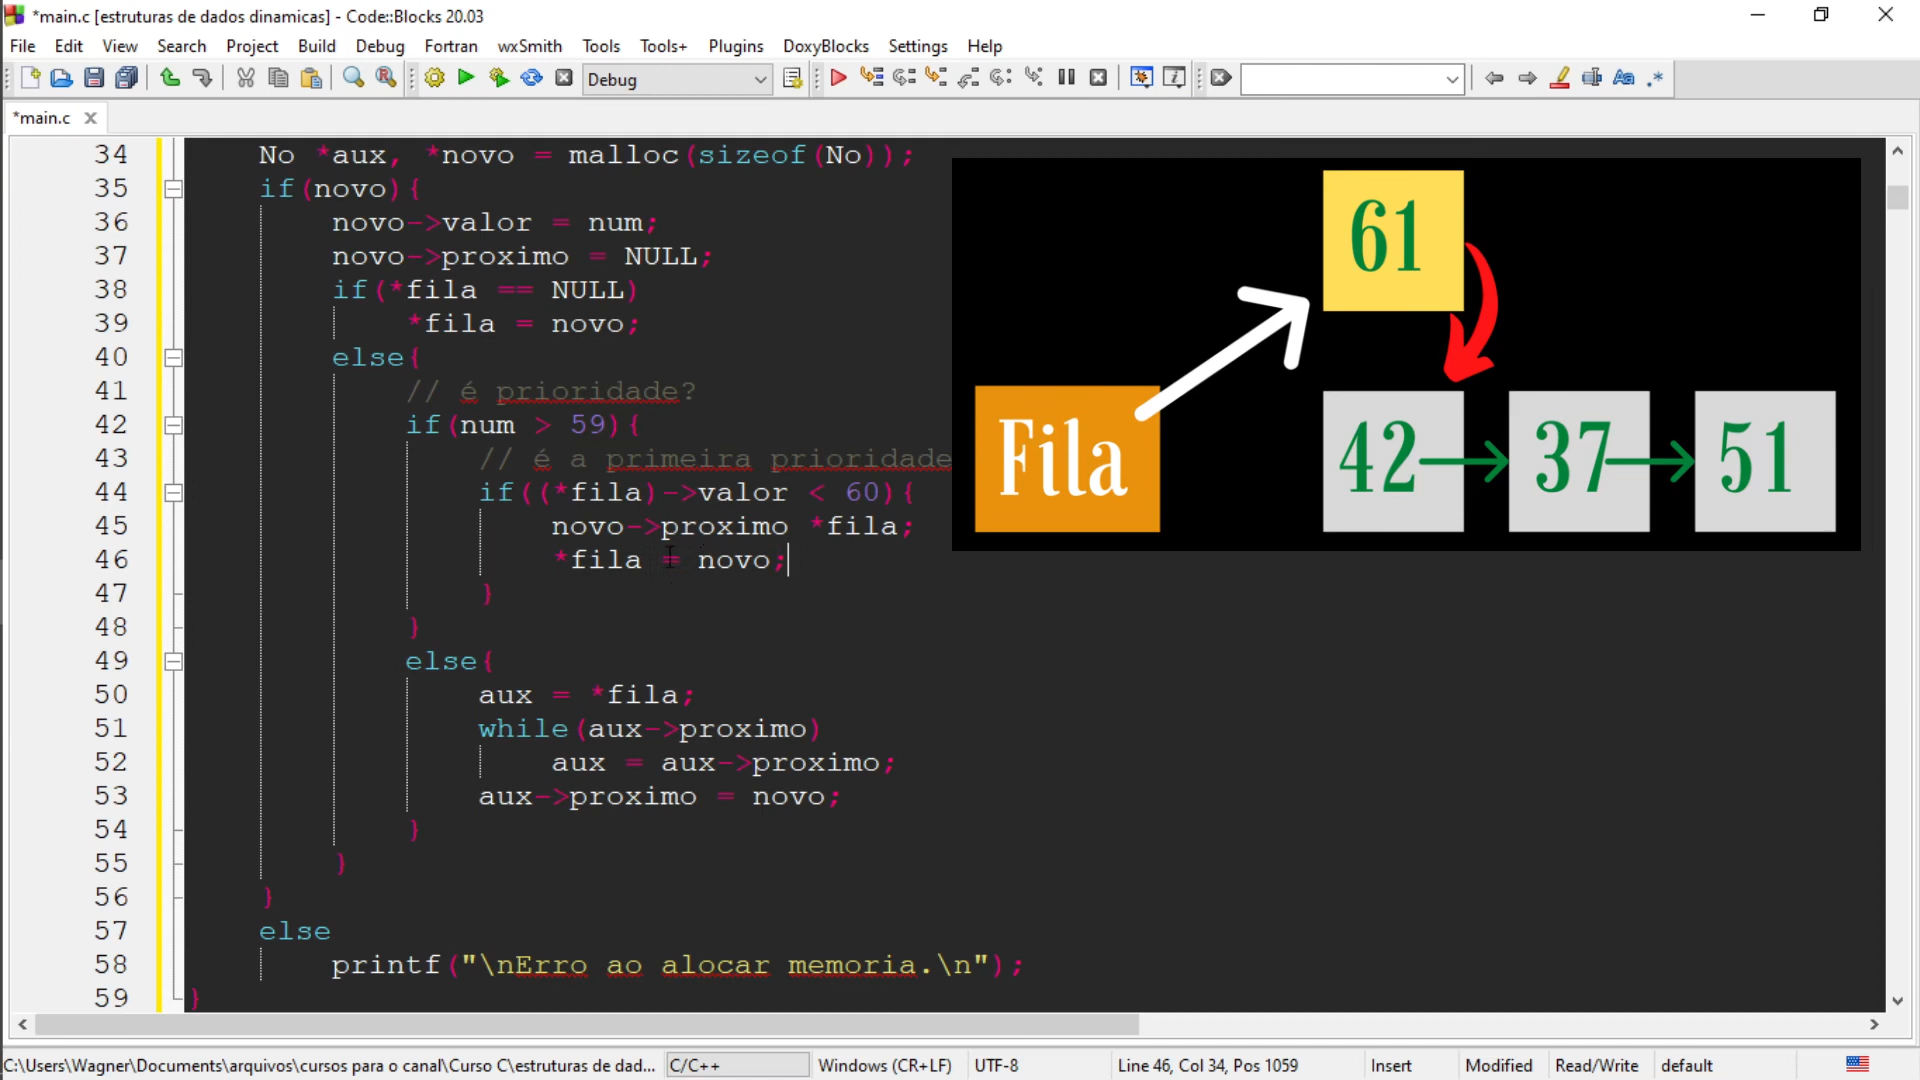 *main.c [estruturas de dados dinamicas] - Code::Blocks 20.03
File Edit View Search Project Build Debug Fortran wxSmith Tools Tools+ Plugins DoxyBlocks Settings Help
Debug
*main.c
34 No *aux, *novo = malloc(sizeof(No));
35 if(novo){
36 novo->valor = num;
37 novo->proximo = NULL;
38 if(*fila == NULL)
39 *fila = novo;
40 else{
41 // é prioridade?
42 if(num > 59){
43 // é a primeira prioridade
44 if((*fila)->valor < 60){
45 novo->proximo *fila;
46 *fila = novo;
47 }
48 }
49 else{
50 aux = *fila;
51 while(aux->proximo)
52 aux = aux->proximo;
53 aux->proximo = novo;
54 }
55 }
56 }
57 else
58 printf("\nErro ao alocar memoria.\n");
59 }
61
Fila 42 37 51
C:\Users\Wagner\Documents\arquivos\cursos para o canal\Curso C\estruturas de dad... C/C++ Windows (CR+LF) UTF-8 Line 46, Col 34, Pos 1059 Insert Modified Read/Write default